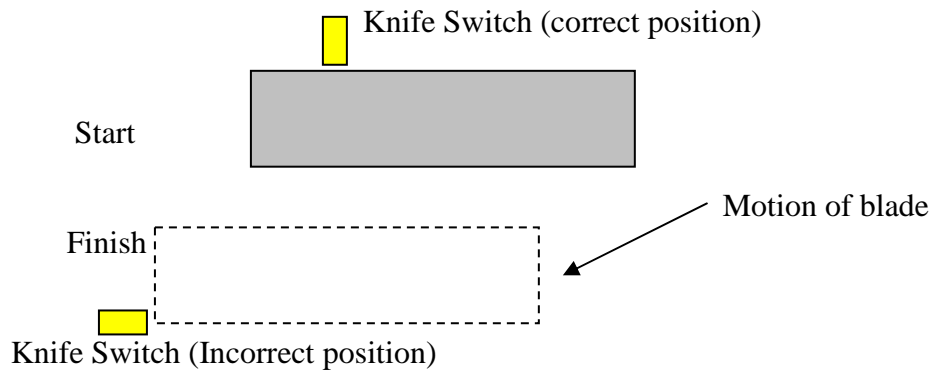 Knife Switch (correct position)
Start
Motion of blade
Finish
Knife Switch (Incorrect position)